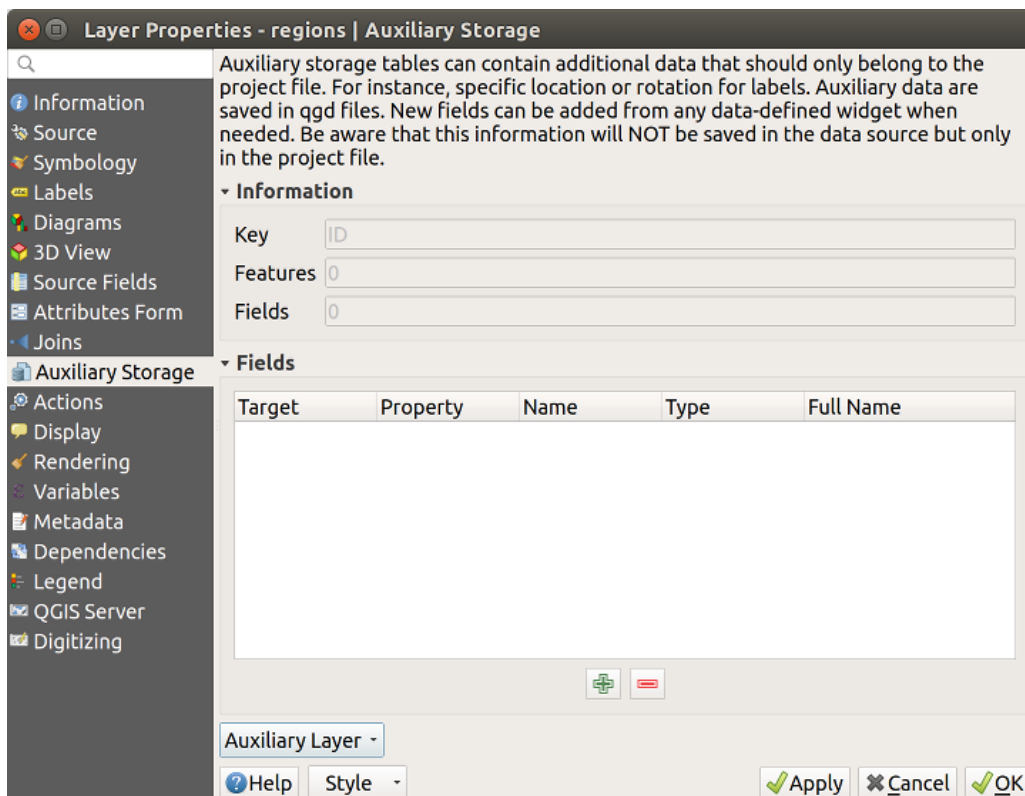 Layer Properties - regions | Auxiliary Storage
Information
Source
Symbology
Labels
Diagrams
3D View
Source Fields
Attributes Form
Joins
Auxiliary Storage
Actions
Display
Rendering
Variables
Metadata
Dependencies
Legend
QGIS Server
Digitizing
Auxiliary storage tables can contain additional data that should only belong to the
project file. For instance, specific location or rotation for labels. Auxiliary data are
saved in qgd files. New fields can be added from any data-defined widget when
needed. Be aware that this information will NOT be saved in the data source but only
in the project file.
Information
Key ID
Features 0
Fields 0
Fields
Target Property Name Type Full Name
Auxiliary Layer
Help Style Apply Cancel OK